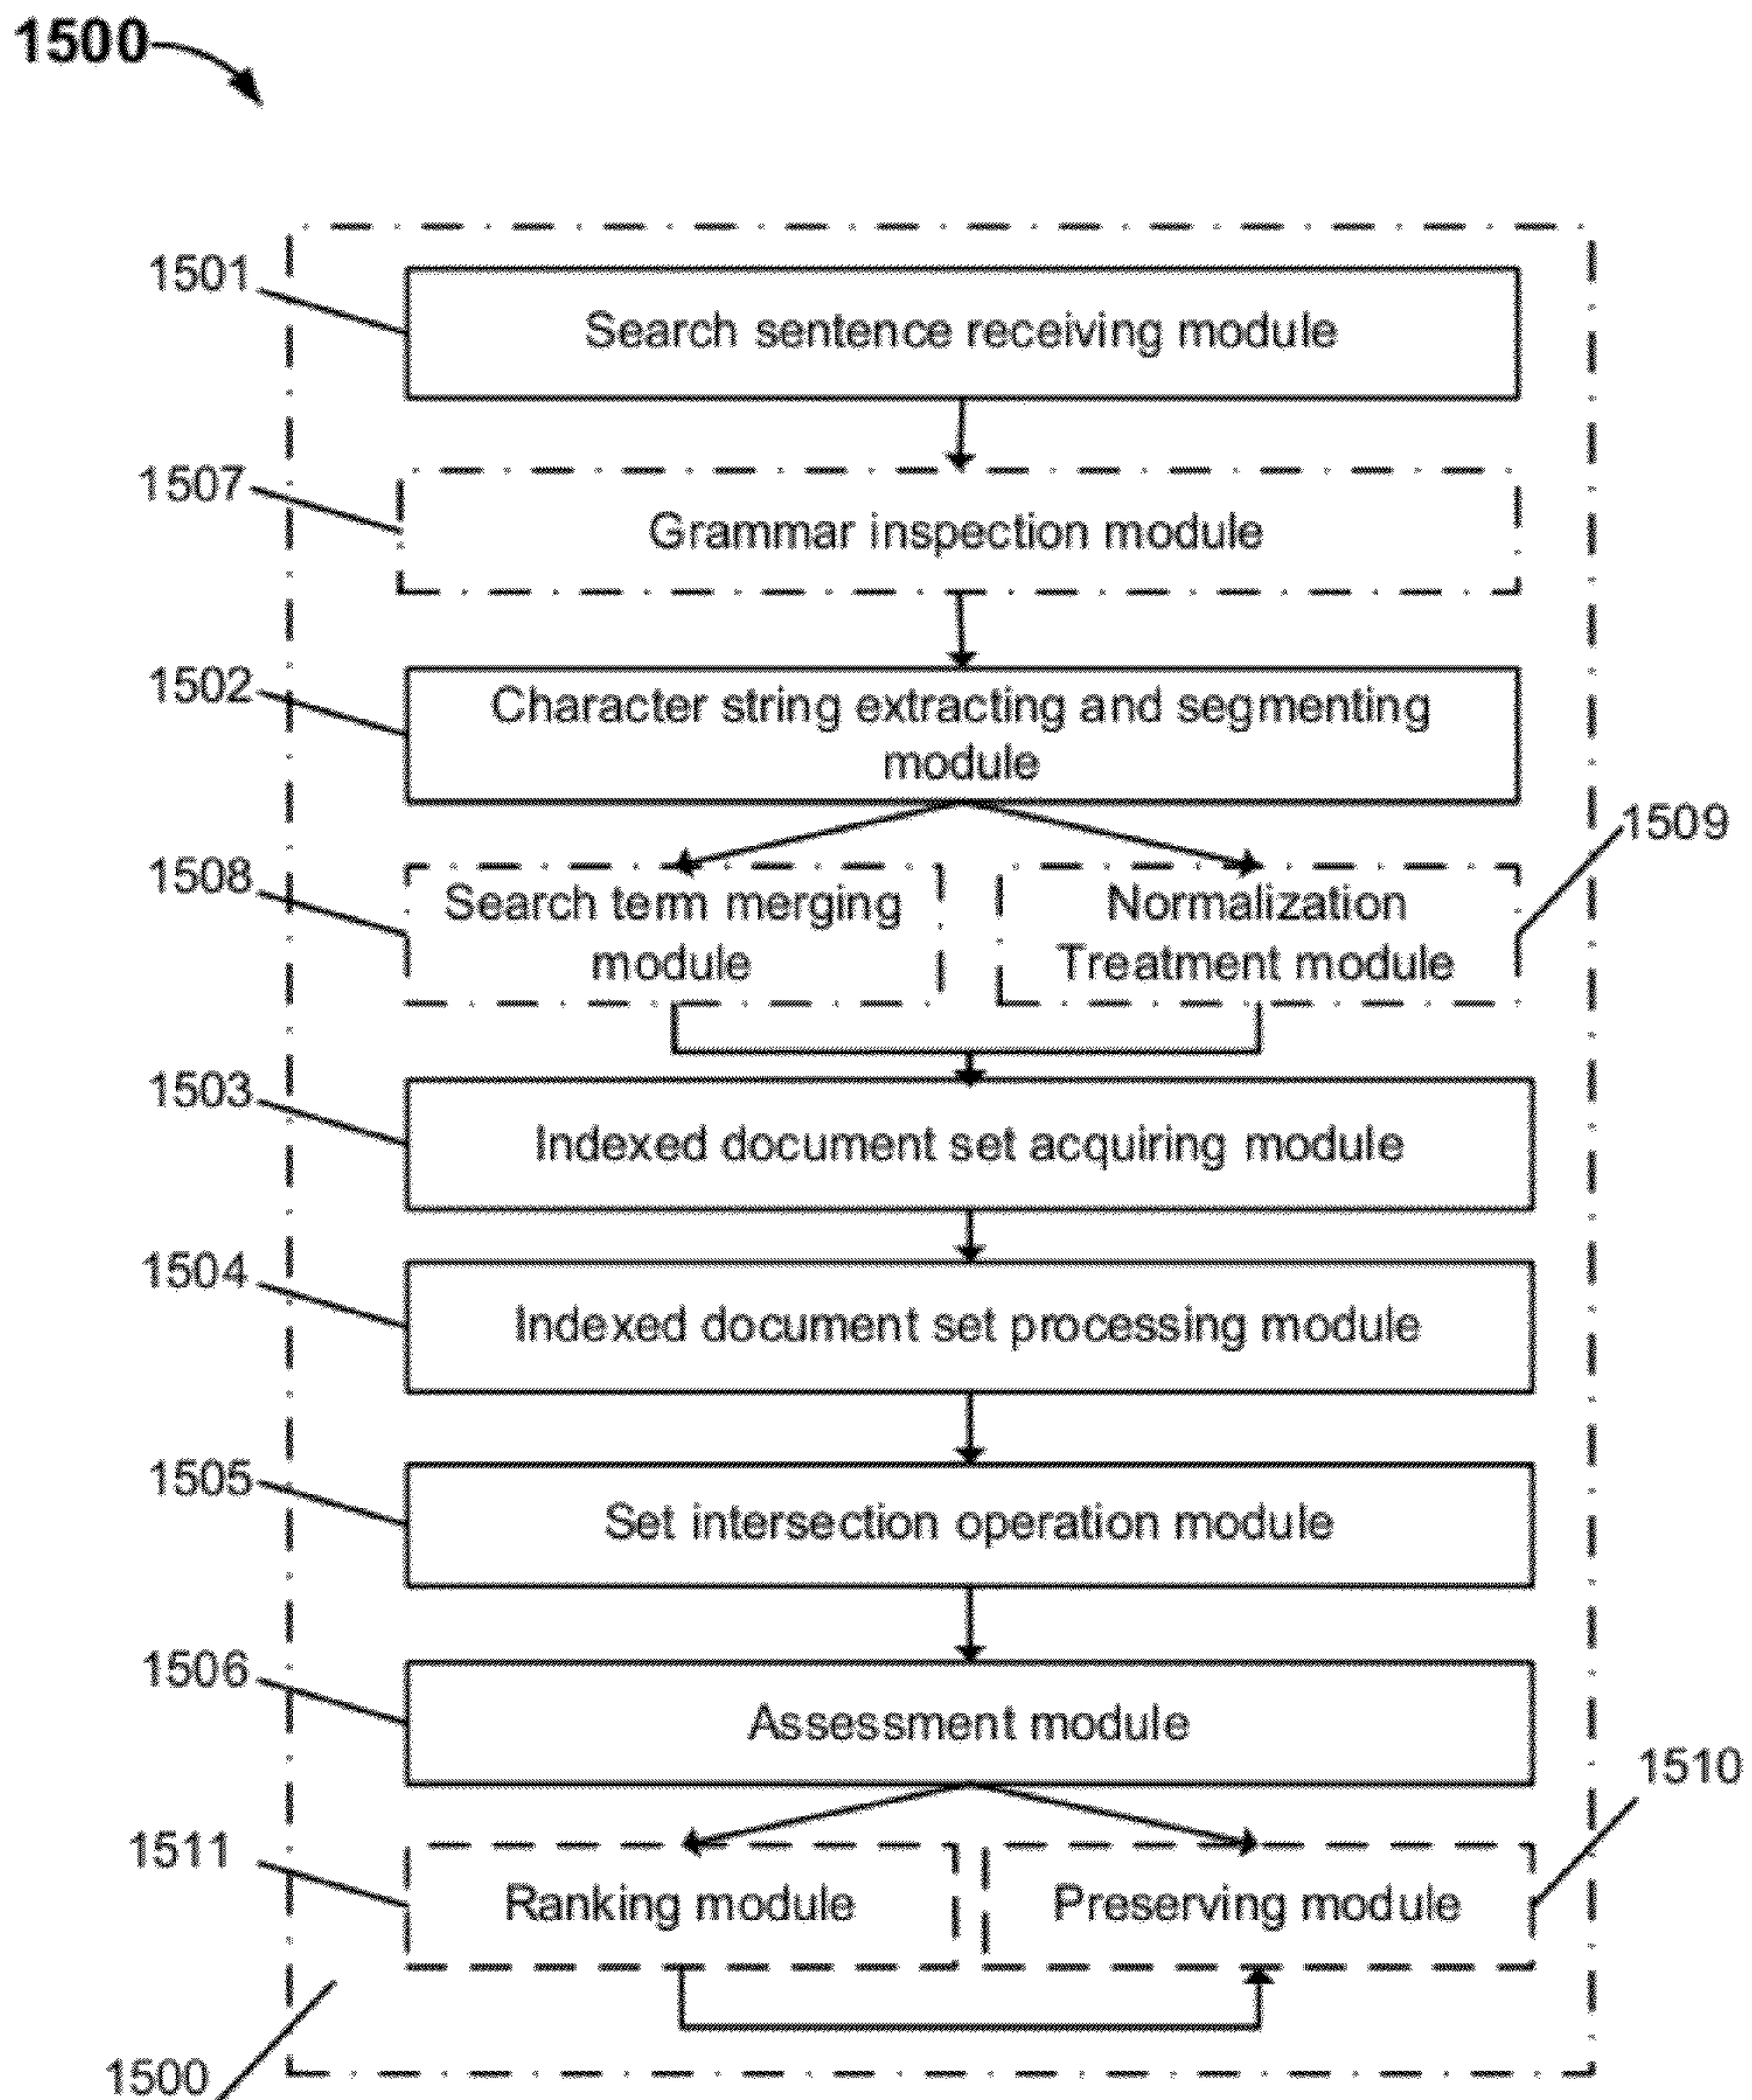 1500
1501
Search sentence receiving module
1507
Grammar inspection module
1502
Character string extracting and segmenting
module
1509
1508
Search term merging
module
Normalization
Treatment module
1503
Indexed document set acquiring module
1504
Indexed document set processing module
1505
Set intersection operation module
1506
Assessment module
1510
1511
Ranking module
Preserving module
1500